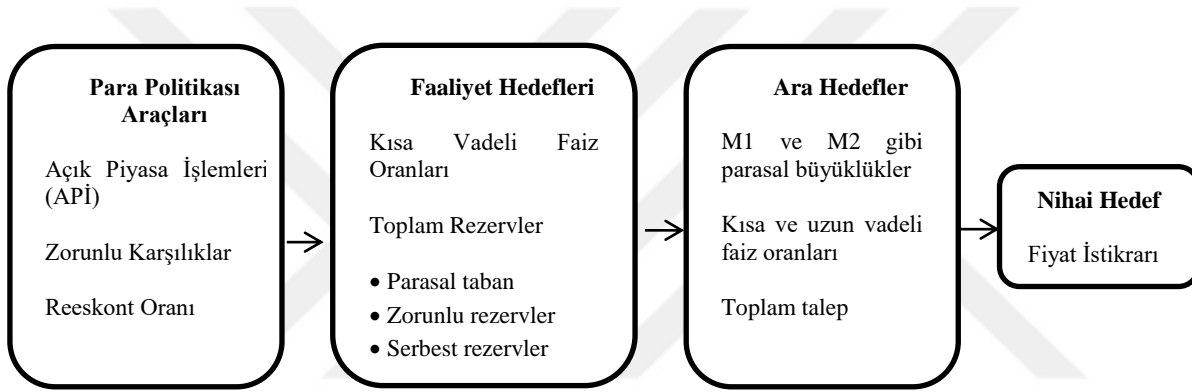 Para Politikası
Araçları
Açık Piyasa İşlemleri
(APİ)
Zorunlu Karşılıklar
Reeskont Oranı
Faaliyet Hedefleri
Kısa Vadeli Faiz
Oranları
Toplam Rezervler
• Parasal taban
• Zorunlu rezervler
• Serbest rezervler
Ara Hedefler
M1 ve M2 gibi
parasal büyüklükler
Kısa ve uzun vadeli
faiz oranları
Toplam talep
Nihai Hedef
Fiyat İstikrarı